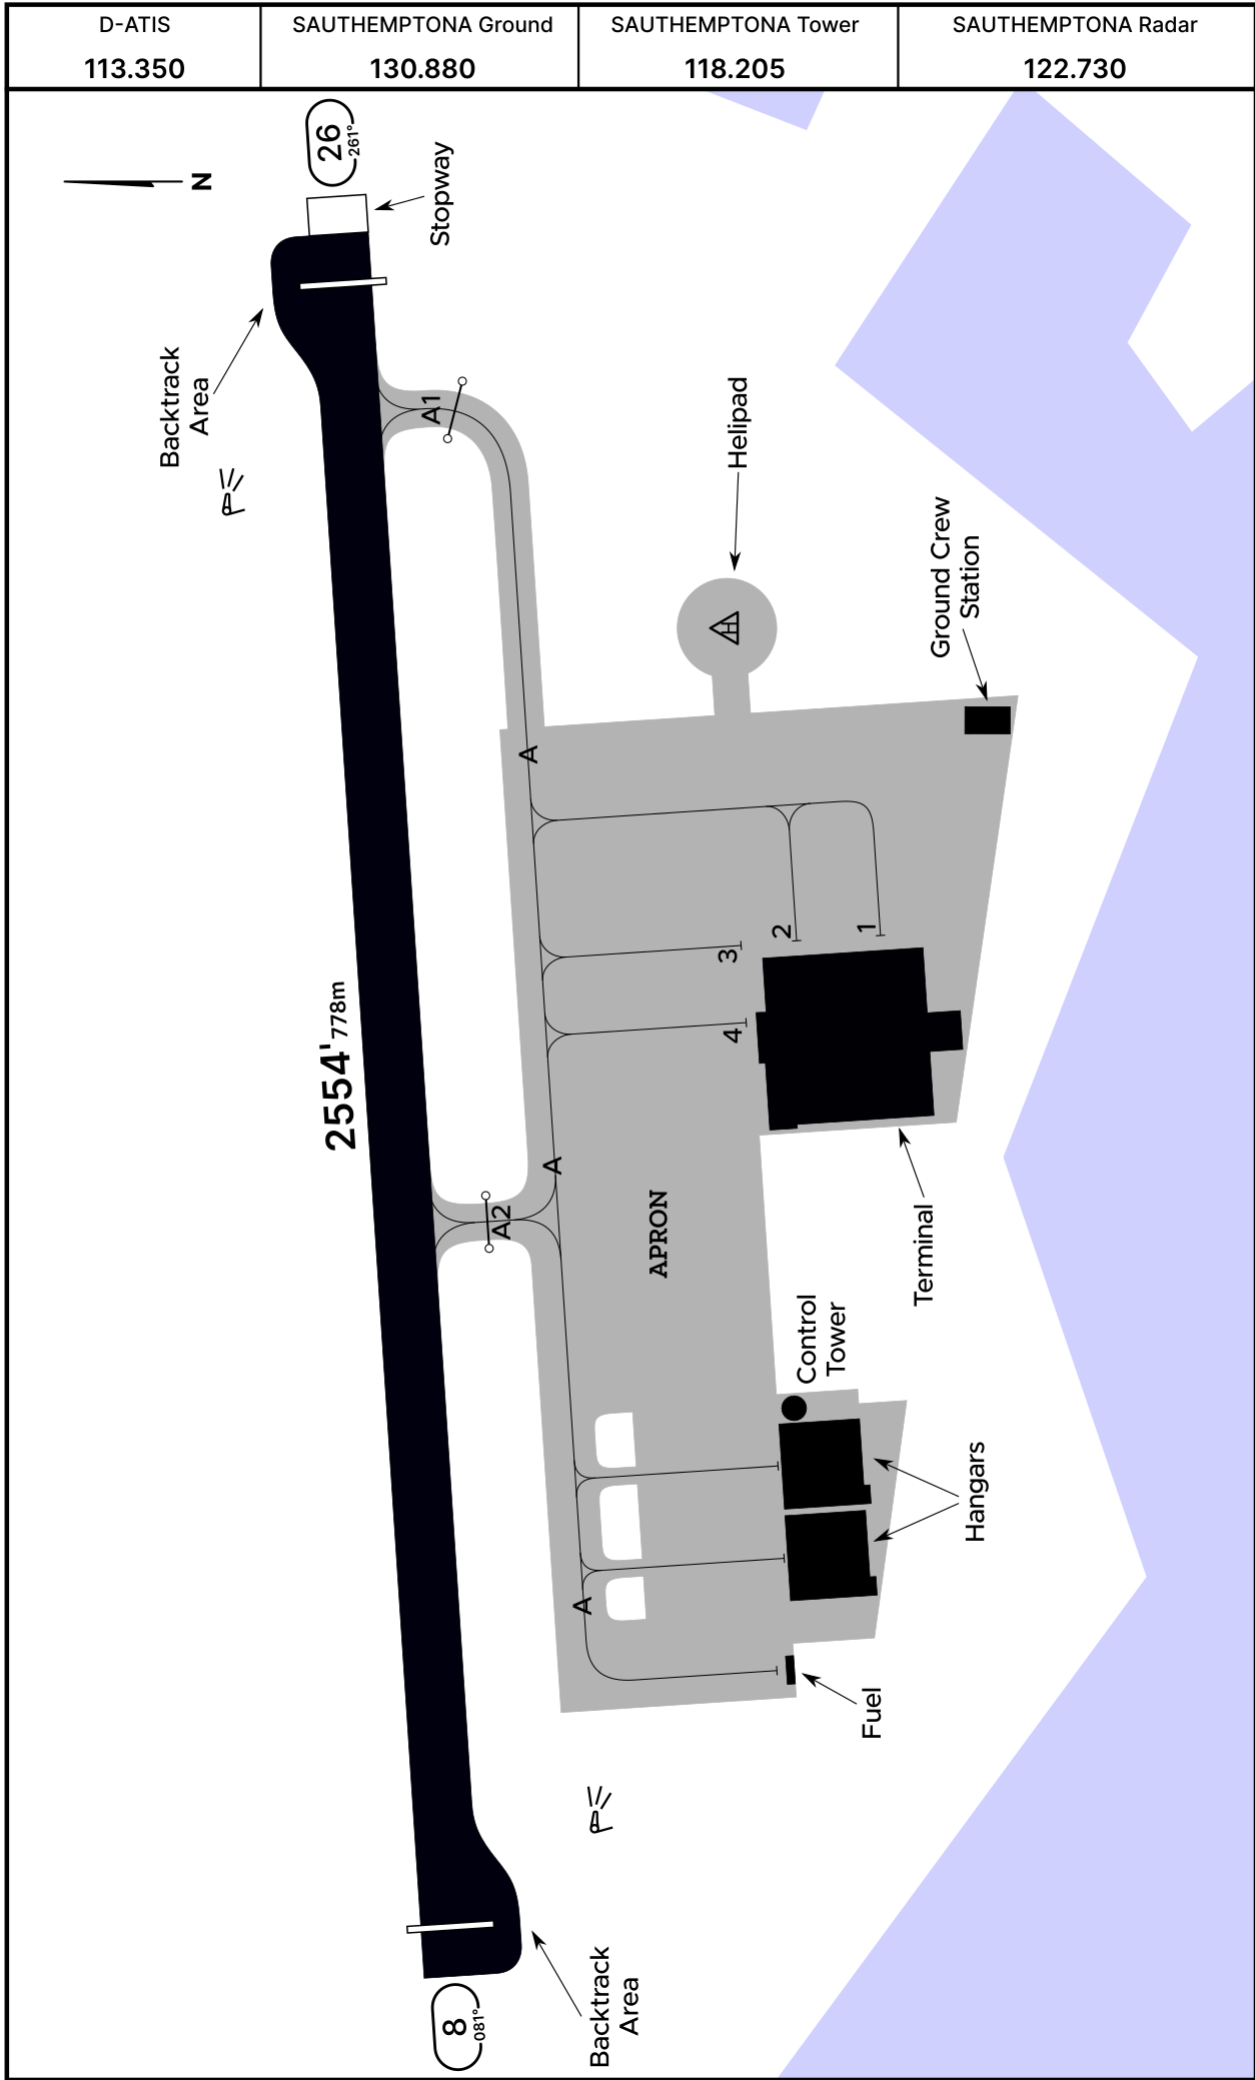 D-ATIS
113.350
SAUTHEMPTONA Ground
130.880
SAUTHEMPTONA Tower
118.205
SAUTHEMPTONA Radar
122.730
26
261°
N
Stopway
Backtrack
Area
A1
Helipad
H
Ground Crew
Station
A
2
1
3
4
2554' 778m
A
A2
APRON
Terminal
Control
Tower
Hangars
A
Fuel
8
081°
Backtrack
Area